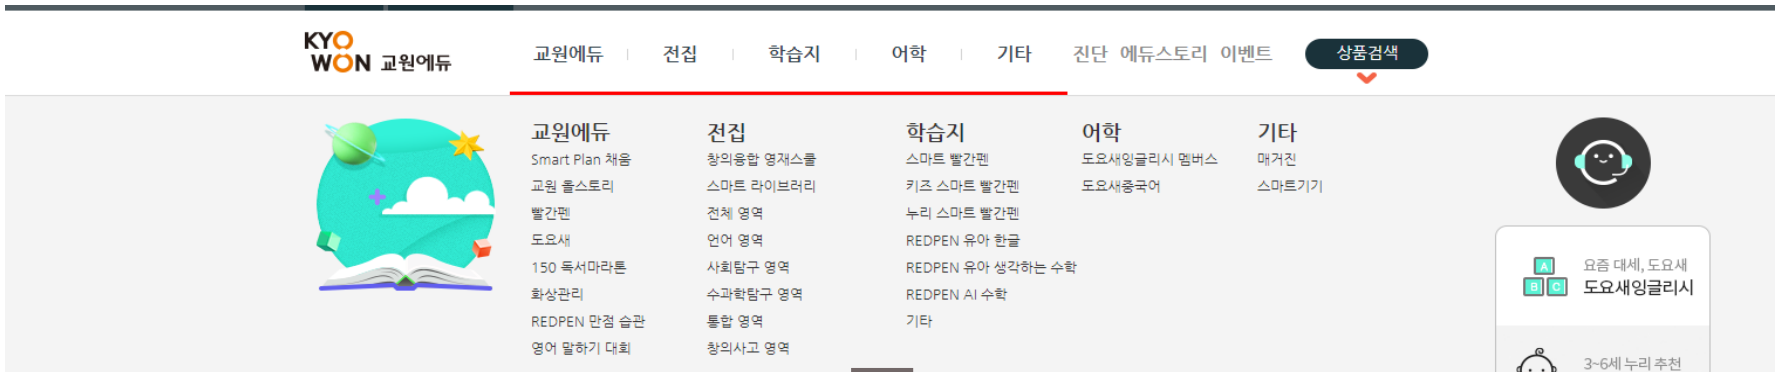 KYO
WON 교원에듀
교원에듀 전집 학습지 어학 기타 진단 에듀스토리 이벤트 상품검색
교원에듀
Smart Plan 채움
교원 올스토리
빨간펜
도요새
150 독서마라톤
화상관리
REDPEN 만점 습관
영어 말하기 대회
전집
창의융합 영재스쿨
스마트 라이브러리
전체 영역
언어 영역
사회탐구 영역
수과학탐구 영역
통합 영역
창의사고 영역
학습지
스마트 빨간펜
키즈 스마트 빨간펜
누리 스마트 빨간펜
REDPEN 유아 한글
REDPEN 유아 생각하는 수학
REDPEN AI 수학
기타
어학
도요새잉글리시 멤버스
도요새중국어
기타
매거진
스마트기기
A
B C
요즘 대세, 도요새
도요새잉글리시
3~6세 누리 추천